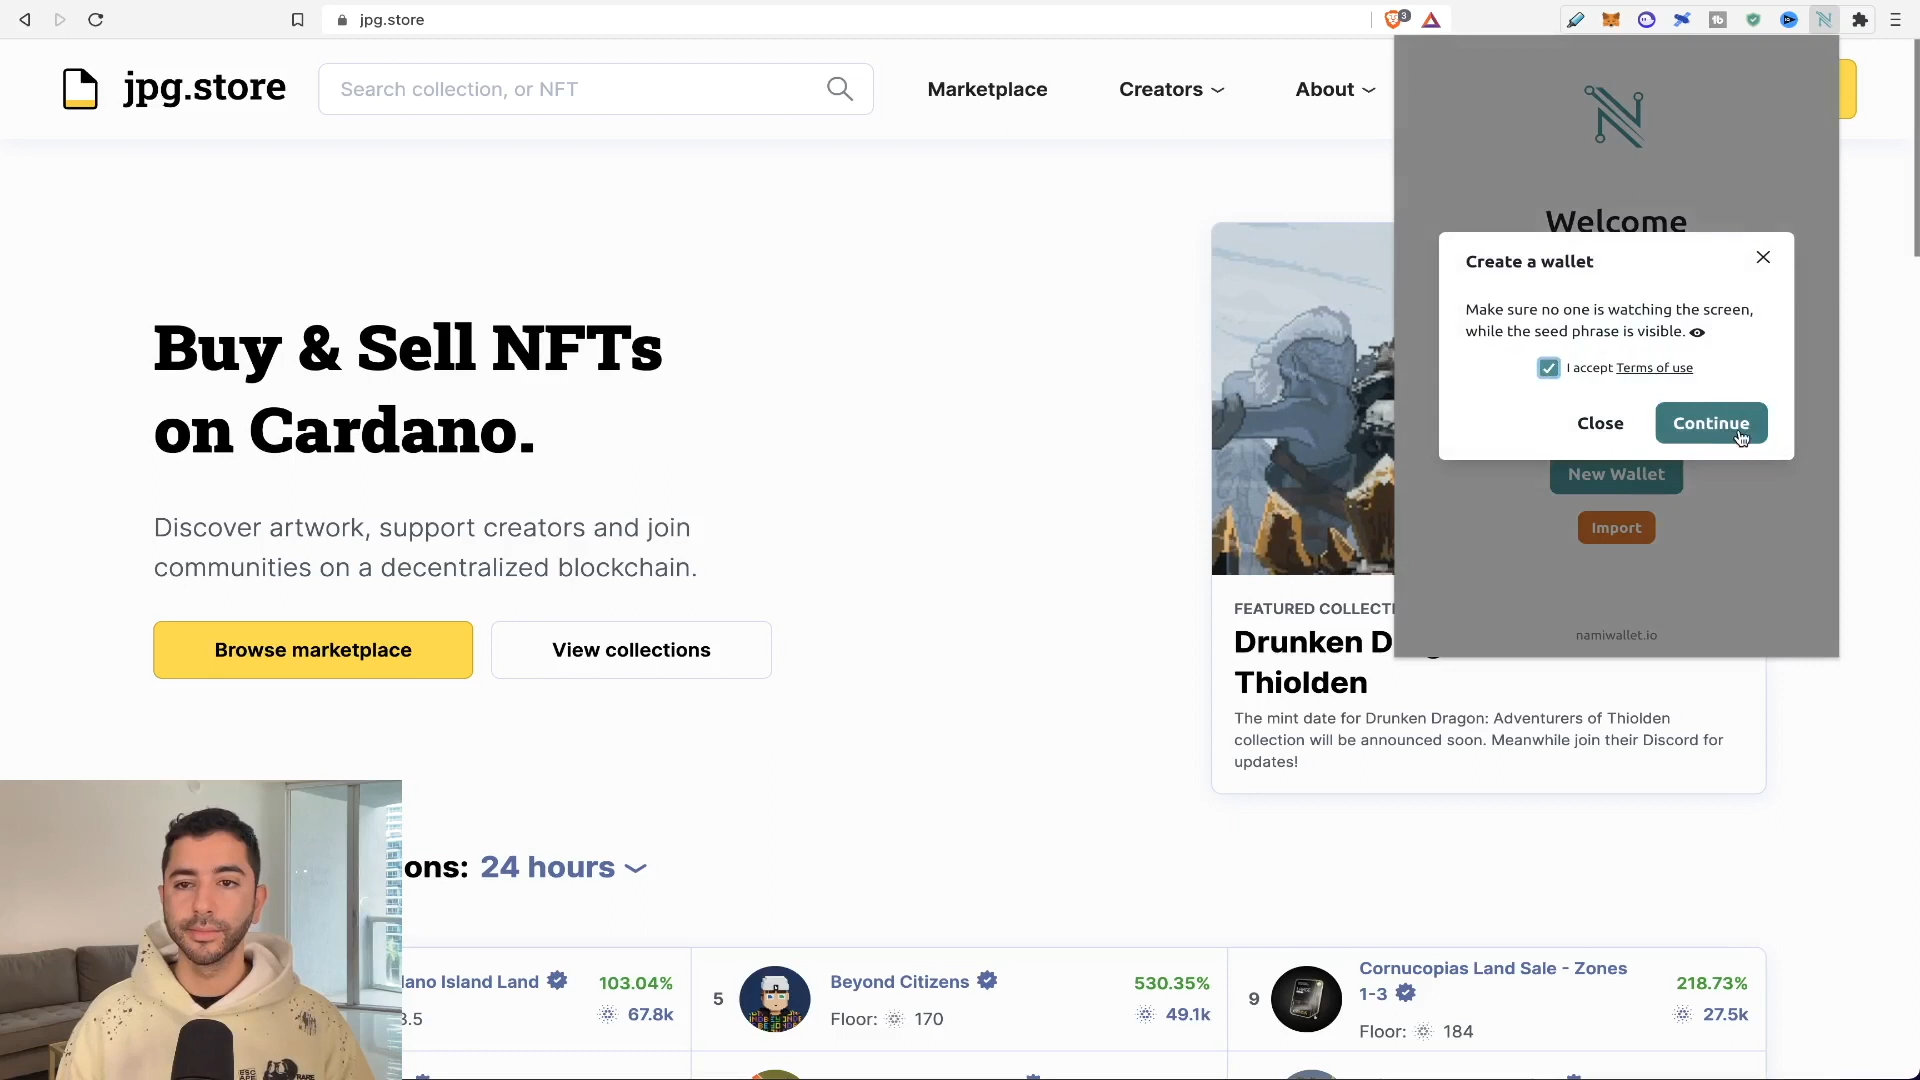 jpg.store
3
jpg.store
Search collection, or NFT
Marketplace
Creators
About
Welcome
Create a wallet
Make sure no one is watching the screen,
while the seed phrase is visible.
I accept Terms of use
Close
Continue
New Wallet
Import
namiwallet.io
Buy & Sell NFTs
on Cardano.
Discover artwork, support creators and join
communities on a decentralized blockchain.
Browse marketplace
View collections
FEATURED COLLECTI
Drunken D
Thiolden
The mint date for Drunken Dragon: Adventurers of Thiolden
collection will be announced soon. Meanwhile join their Discord for
updates!
ons: 24 hours
lano Island Land
103.04%
3.5
67.8k
5
Beyond Citizens
530.35%
Floor: 170
49.1k
9
Cornucopias Land Sale - Zones
1-3
218.73%
Floor: 184
27.5k